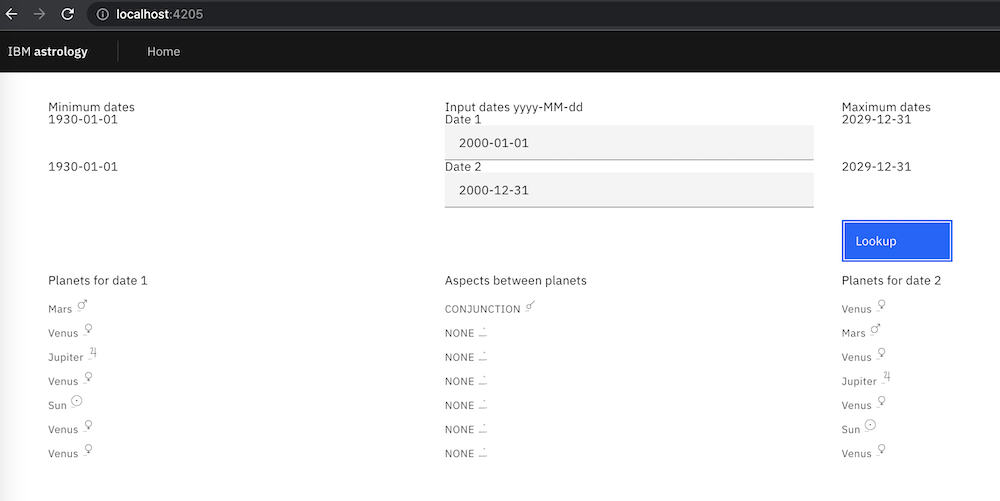 localhost:4205
IBM astrology Home
Minimum dates Input dates yyyy-MM-dd Maximum dates
1930-01-01 Date 1 2029-12-31
2000-01-01
1930-01-01 Date 2 2029-12-31
2000-12-31
Lookup
Planets for date 1 Aspects between planets Planets for date 2
Mars ♂ CONJUNCTION ☌ Venus ♀
Venus ♀ NONE Mars ♂
Jupiter ♃ NONE Venus ♀
Venus ♀ NONE Jupiter ♃
Sun ☉ NONE Venus ♀
Venus ♀ NONE Sun ☉
Venus ♀ NONE Venus ♀